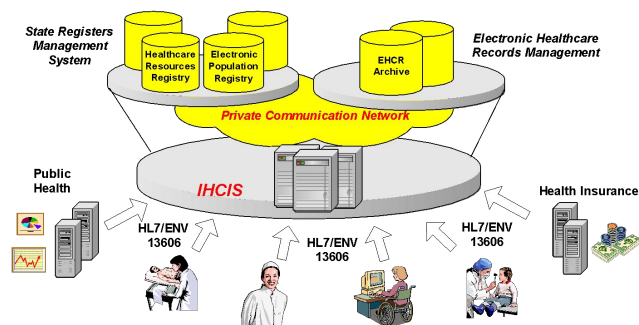 State Registers
Management
System
Healthcare
Resources
Registry
Electronic
Population
Registry
EHCR
Archive
Electronic Healthcare
Records Management
Private Communication Network
IHCIS
Public
Health
Health Insurance
HL7/ENV
13606
HL7/ENV
13606
HL7/ENV
13606